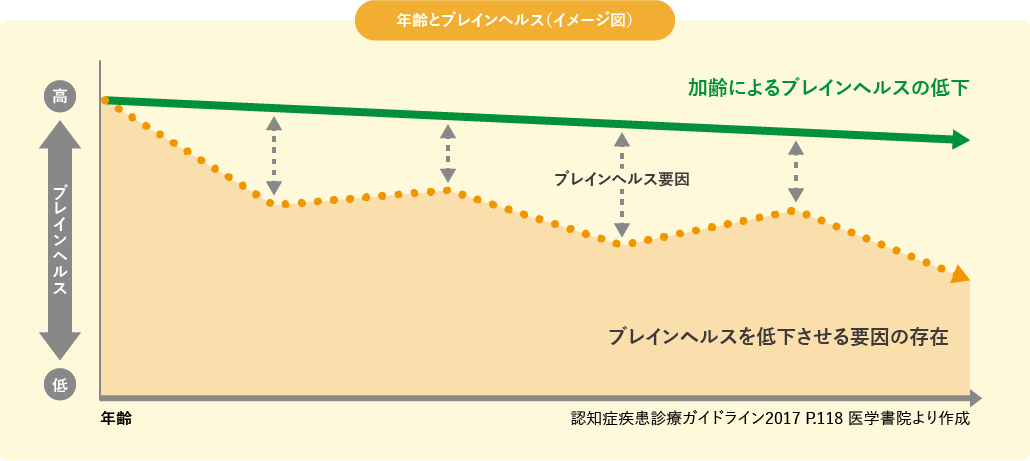 年齢とブレインヘルス（イメージ図）
高
加齢によるブレインヘルスの低下
ブレインヘルス要因
ブレインヘルス
ブレインヘルスを低下させる要因の存在
低
年齢
認知症疾患診療ガイドライン2017 P.118 医学書院より作成